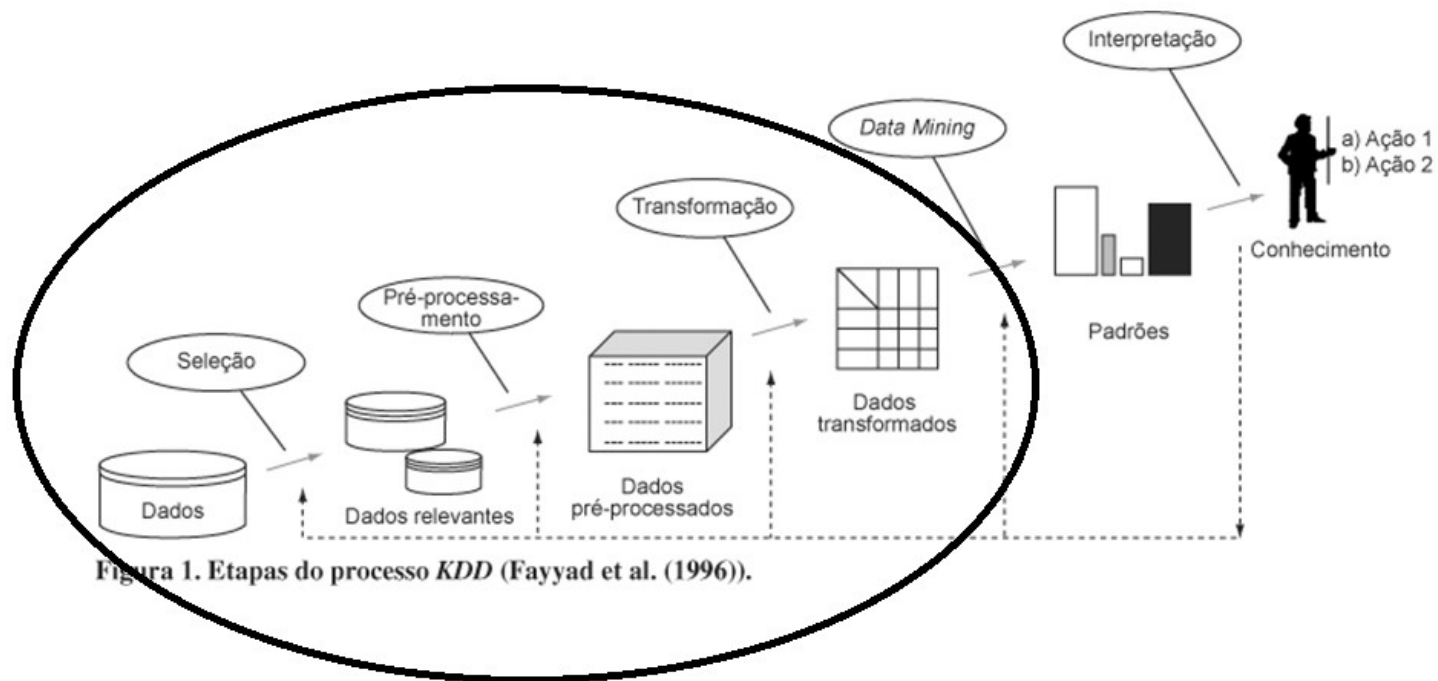 Interpretação
Data Mining
a) Ação 1
b) Ação 2
Transformação
Conhecimento
Pré-processa-
mento
Padrões
Seleção
Dados
transformados
Dados
pré-processados
Dados relevantes
Dados
Figura 1. Etapas do processo KDD (Fayyad et al. (1996)).